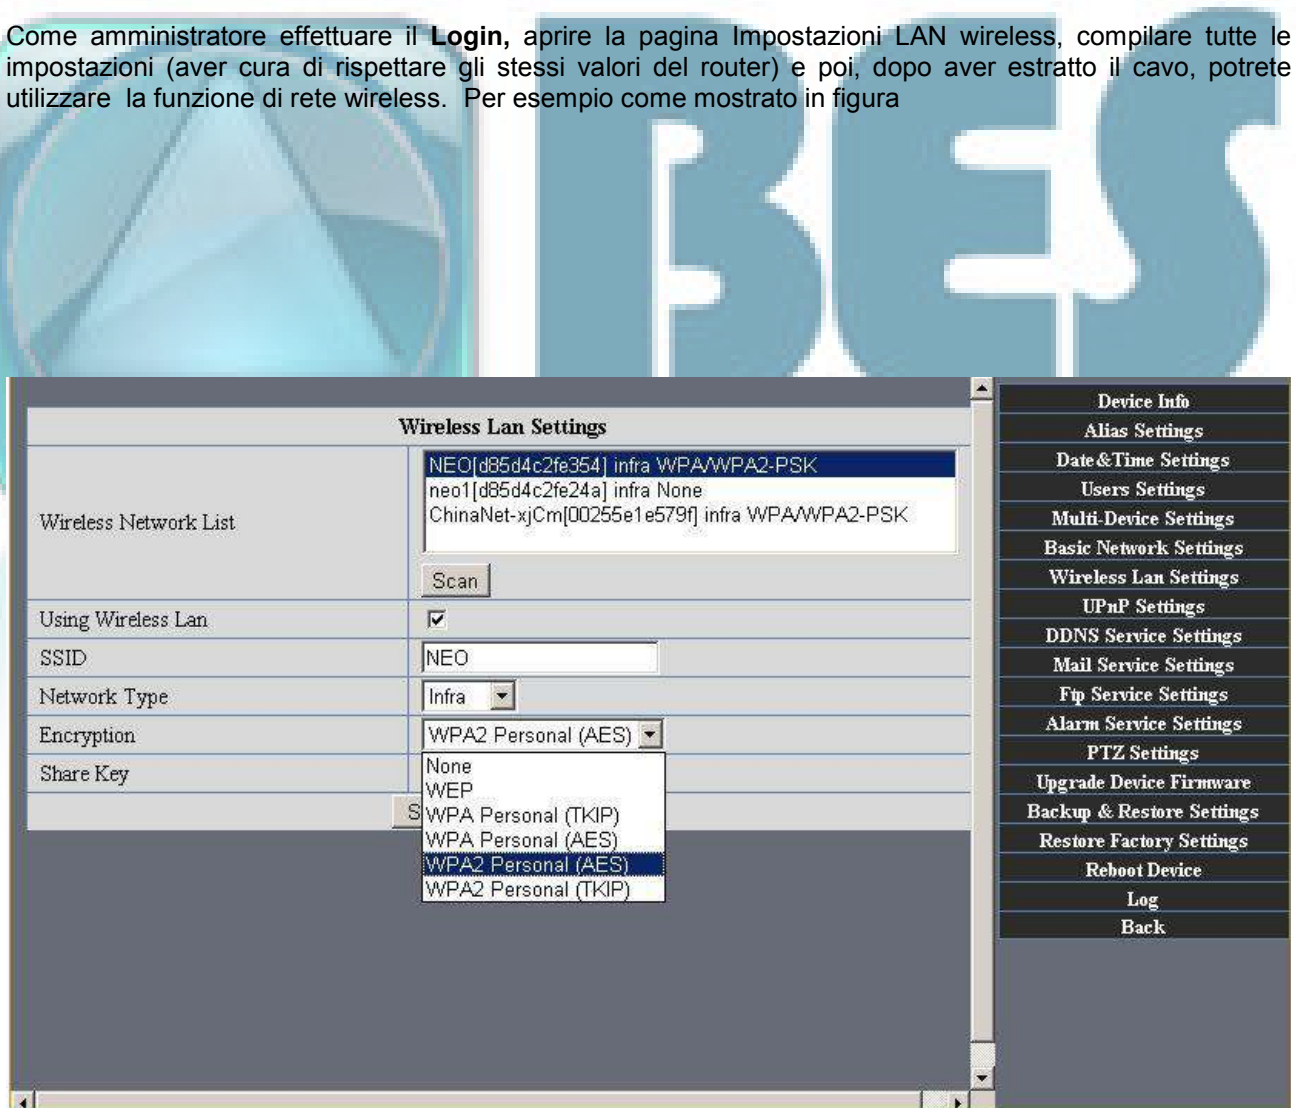 Come amministratore effettuare il Login, aprire la pagina Impostazioni LAN wireless, compilare tutte le
impostazioni (aver cura di rispettare gli stessi valori del router) e poi, dopo aver estratto il cavo, potrete
utilizzare la funzione di rete wireless. Per esempio come mostrato in figura
BES
Wireless Lan Settings
Wireless Network List
NEO[d85d4c2fe354] infra WPA/WPA2-PSK
neo1[d85d4c2fe24a] infra None
ChinaNet-xjCm[00255e1e579f] infra WPA/WPA2-PSK
Scan
Using Wireless Lan
SSID
NEO
Network Type
Infra
Encryption
WPA2 Personal (AES)
Share Key
None
WEP
WPA Personal (TKIP)
WPA Personal (AES)
WPA2 Personal (AES)
WPA2 Personal (TKIP)
Device Info
Alias Settings
Date&Time Settings
Users Settings
Multi-Device Settings
Basic Network Settings
Wireless Lan Settings
UPnP Settings
DDNS Service Settings
Mail Service Settings
Ftp Service Settings
Alarm Service Settings
PTZ Settings
Upgrade Device Firmware
Backup & Restore Settings
Restore Factory Settings
Reboot Device
Log
Back